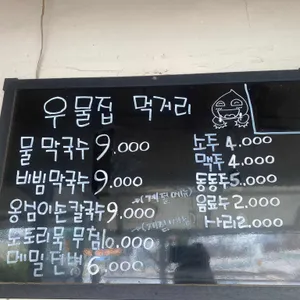 우물집 먹거리
물 막국수 9.000
비빔 막국수 9.000
옹심이손칼국수 9.000
도토리묵 무침 10.000
메밀 전병 6.000
소주 4.000
맥주 4.000
동동주 5.000
음료수 2.000
사리 2.000